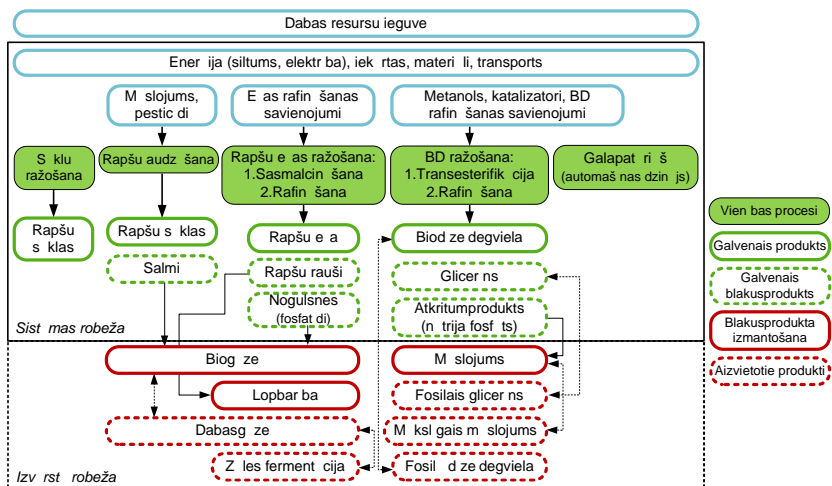 Dabas resursu ieguve
Ener ija (siltums, elektr ba), iek rtas, materi li, transports
M slojums,
pestic di
E as rafin šanas
savienojumi
Metanols, katalizatori, BD
rafin šanas savienojumi
S klu
ražošana
Rapšu audz šana
Rapšu e as ražošana:
1.Sasmalcin šana
2.Rafin šana
BD ražošana:
1.Transesterifik cija
2.Rafin šana
Galapat ri š
(automaš nas dzin js)
Rapšu
s klas
Rapšu s klas
Rapšu e a
Biod ze degviela
Salmi
Rapšu rauši
Glicer ns
Nogulsnes
(fosfat di)
Atkritumprodukts
(n trija fosf ts)
Sist mas robeža
Biog ze
M slojums
Lopbar ba
Fosilais glicer ns
Dabasg ze
M ksl gais m slojums
Z les ferment cija
Fosil d ze degviela
Izv rst robeža
Vien bas procesi
Galvenais produkts
Galvenais
blakusprodukts
Blakusprodukta
izmantošana
Aizvietotie produkti